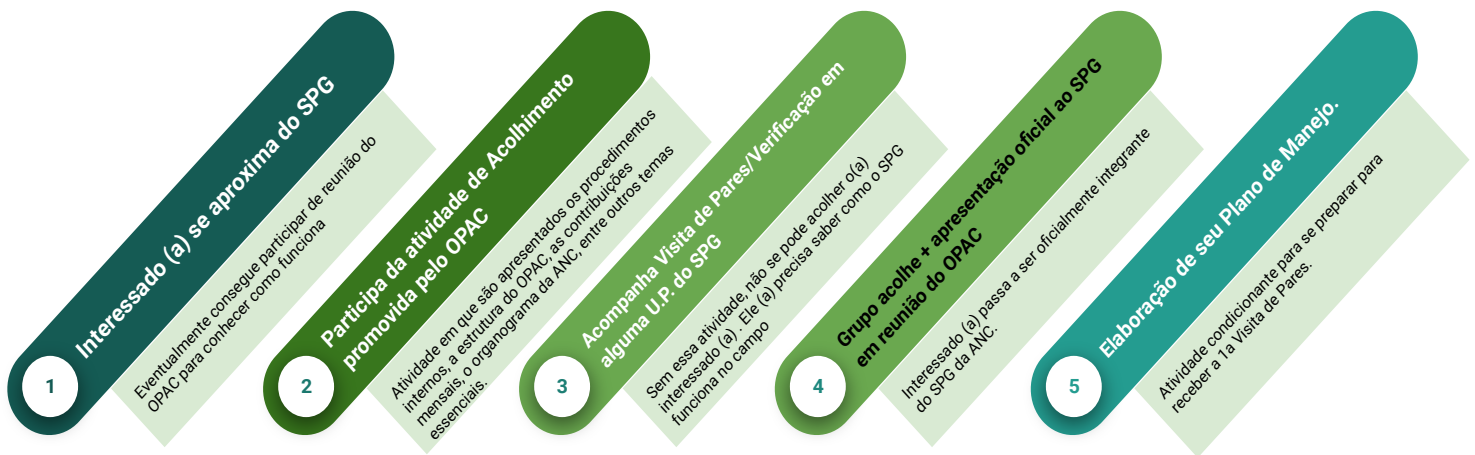 1
Interessado (a) se aproxima do SPG
Eventualmente consegue participar de reunião do
OPAC para conhecer como funciona
2
Participa da atividade de Acolhimento
promovida pelo OPAC
Atividade em que são apresentados os procedimentos
internos, a estrutura do OPAC, as contribuições
mensais, o organograma da ANC, entre outros temas
essenciais.
3
Acompanha Visita de Pares/Verificação em
alguma U.P. do SPG
Sem essa atividade, não se pode acolher o(a)
interessado (a) . Ele (a) precisa saber como o SPG
funciona no campo
4
Grupo acolhe + apresentação oficial ao SPG
em reunião do OPAC
Interessado (a) passa a ser oficialmente integrante
do SPG da ANC.
5
Elaboração de seu Plano de Manejo.
Atividade condicionante para se preparar para
receber a 1a Visita de Pares.